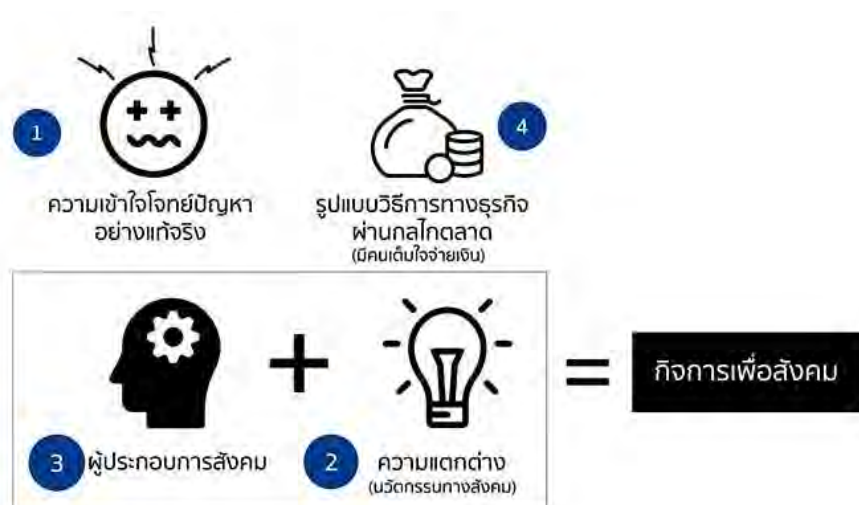 1
ความเข้าใจโจทย์ปัญหา
อย่างแท้จริง
4
รูปแบบวิธีการทางธุรกิจ
ผ่านกลไกตลาด
(มีคนเต็มใจจ่ายเงิน)
+
=
กิจการเพื่อสังคม
3 ผู้ประกอบการสังคม
2 ความแตกต่าง
(นวัตกรรมทางสังคม)